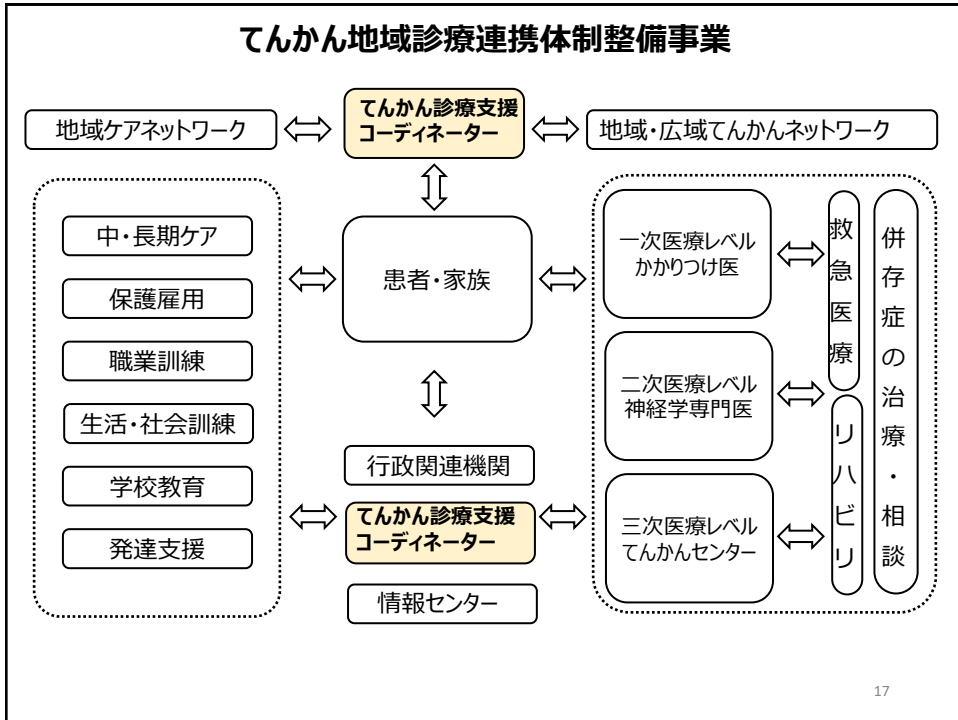 てんかん地域診療連携体制整備事業
地域ケアネットワーク
てんかん診療支援
コーディネーター
地域・広域てんかんネットワーク
中・長期ケア
保護雇用
職業訓練
生活・社会訓練
学校教育
発達支援
患者・家族
行政関連機関
てんかん診療支援
コーディネーター
情報センター
一次医療レベル
かかりつけ医
二次医療レベル
神経学専門医
三次医療レベル
てんかんセンター
救急医療
リハビリ
併存症の治療・相談
17